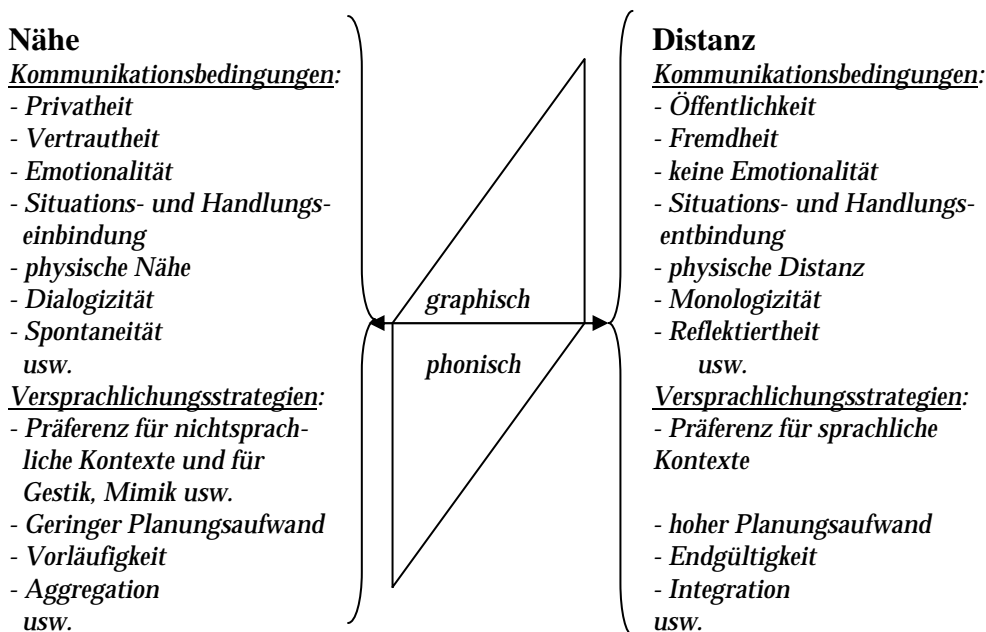 Nähe
Kommunikationsbedingungen:
- Privatheit
- Vertrautheit
- Emotionalität
- Situations- und Handlungs-
einbindung
- physische Nähe
- Dialogizität
- Spontaneität
usw.
Versprachlichungsstrategien:
- Präferenz für nichtsprach-
liche Kontexte und für
Gestik, Mimik usw.
- Geringer Planungsaufwand
- Vorläufigkeit
- Aggregation
usw.
graphisch
phonisch
Distanz
Kommunikationsbedingungen:
- Öffentlichkeit
- Fremdheit
- keine Emotionalität
- Situations- und Handlungs-
entbindung
- physische Distanz
- Monologizität
- Reflektiertheit
usw.
Versprachlichungsstrategien:
- Präferenz für sprachliche
Kontexte
- hoher Planungsaufwand
- Endgültigkeit
- Integration
usw.